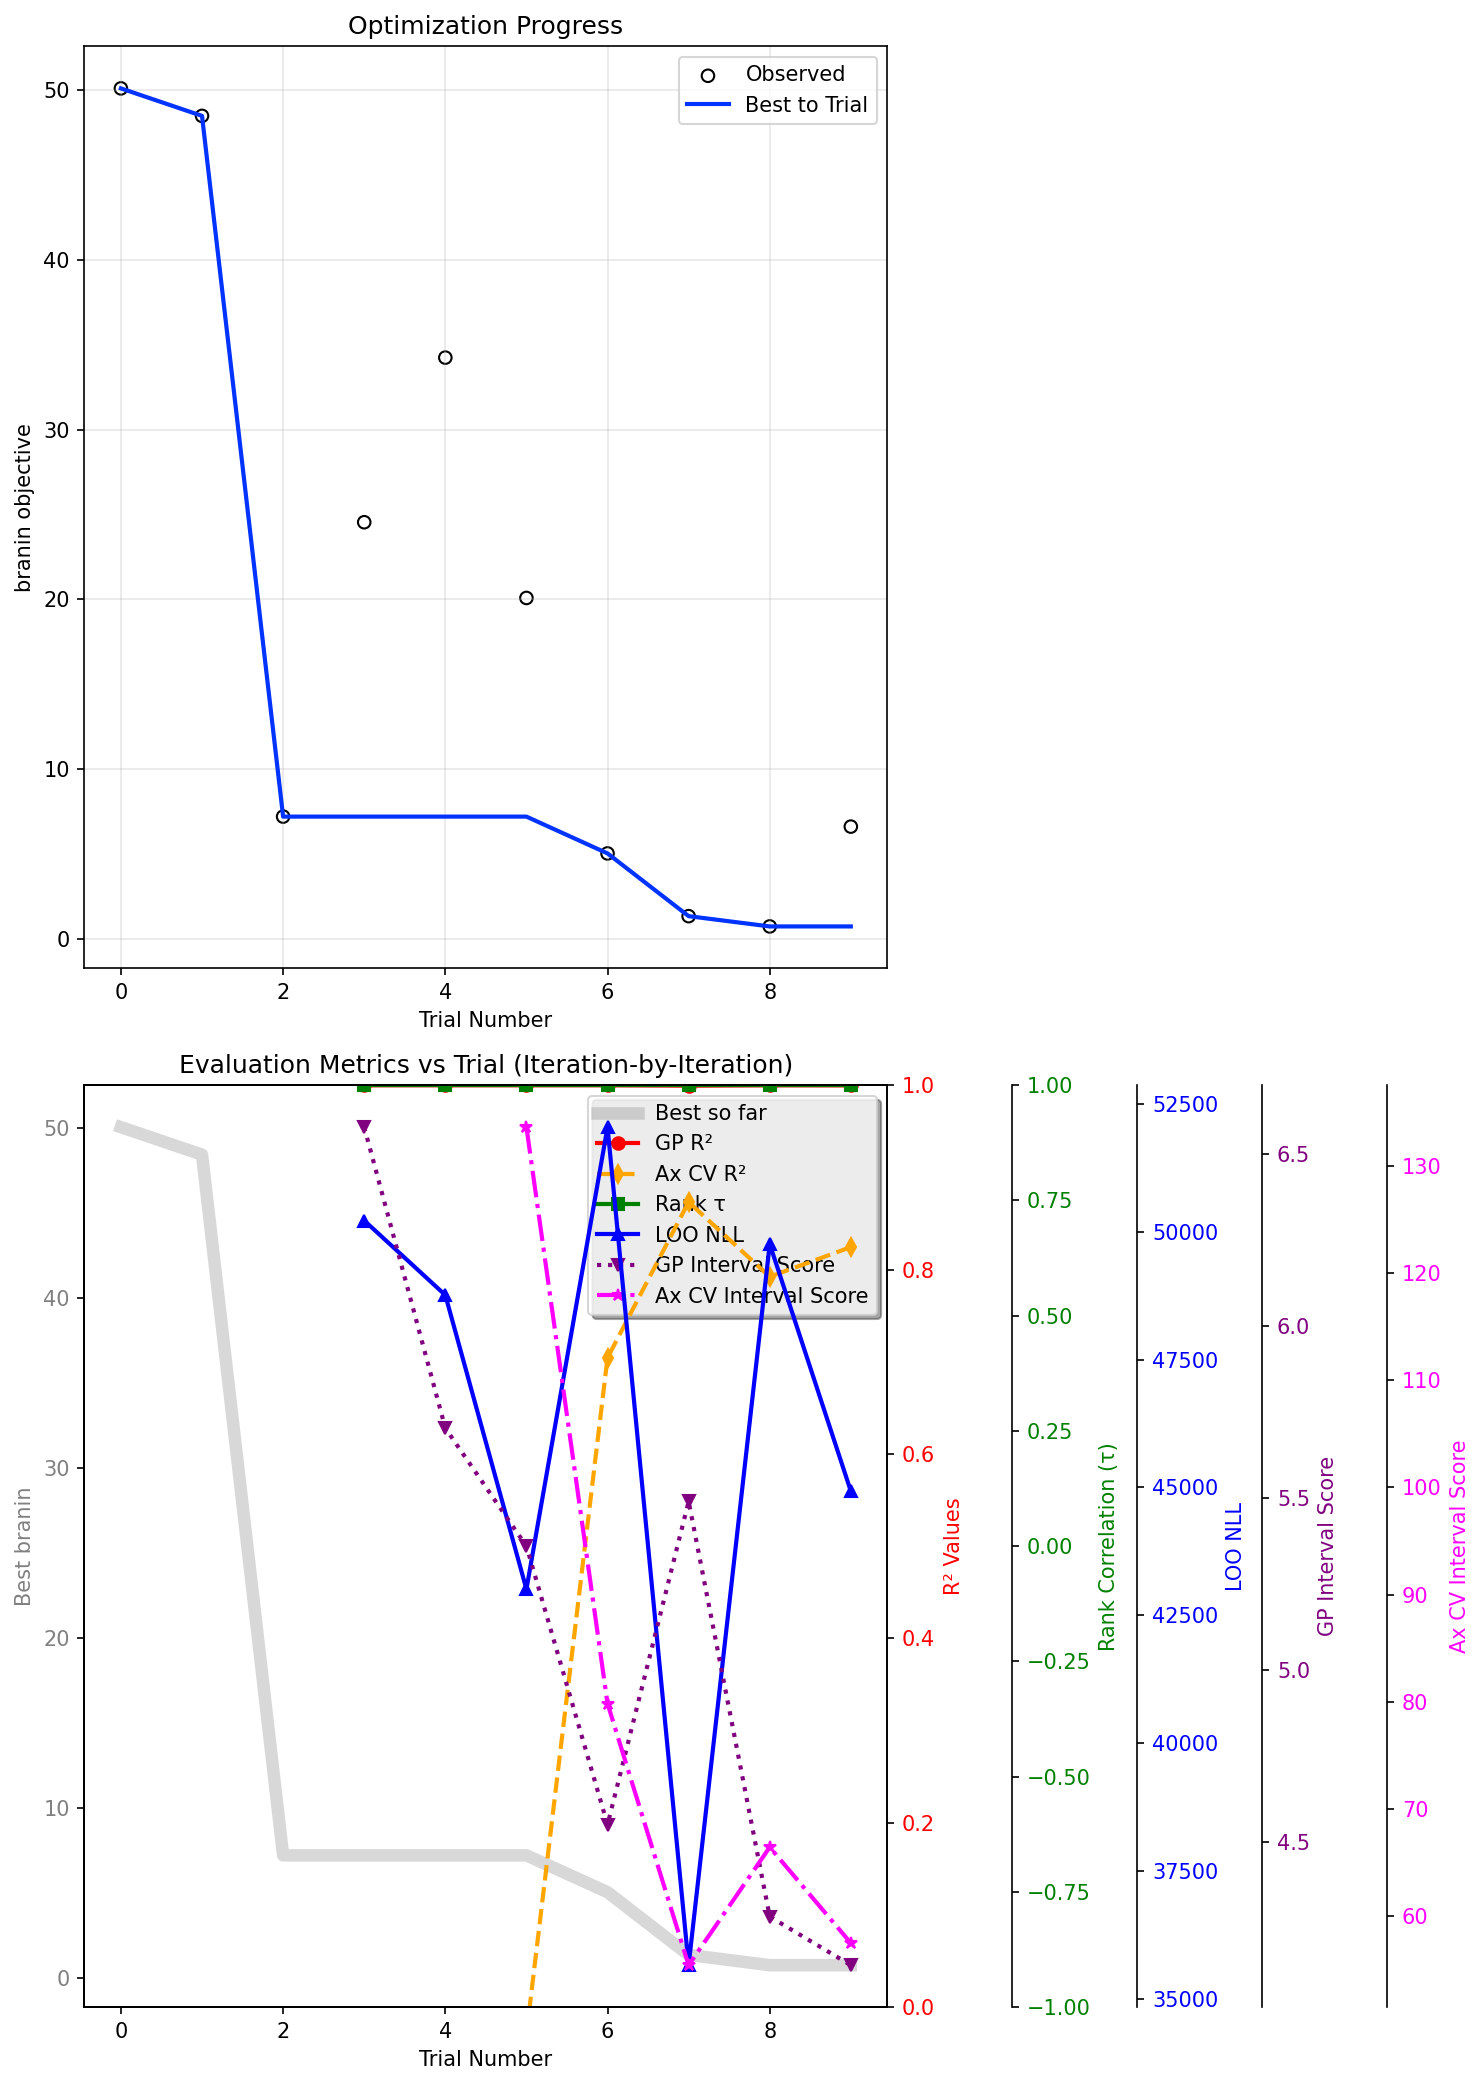 Optimization Progress
Observed
Best to Trial
50
40
30
20
10
0
branin objective
0 2 4 6 8
Trial Number
Evaluation Metrics vs Trial (Iteration-by-Iteration)
Best so far
GP R²
Ax CV R²
Rank τ
LOO NLL
GP Interval Score
Ax CV Interval Score
50
40
30
20
10
0
Best branin
0 2 4 6 8
Trial Number
1.0
0.8
0.6
0.4
0.2
0.0
R² Values
1.00
0.75
0.50
0.25
0.00
−0.25
−0.50
−0.75
−1.00
Rank Correlation (τ)
52500
50000
47500
45000
42500
40000
37500
35000
LOO NLL
6.5
6.0
5.5
5.0
4.5
GP Interval Score
130
120
110
100
90
80
70
60
Ax CV Interval Score